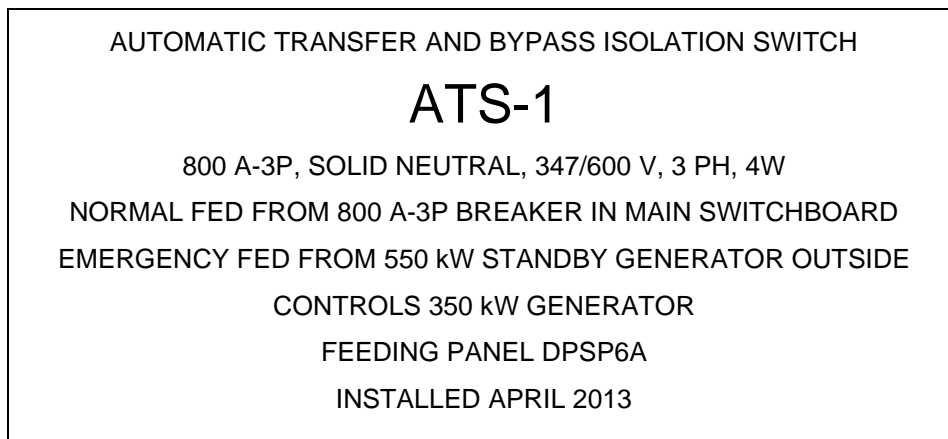 AUTOMATIC TRANSFER AND BYPASS ISOLATION SWITCH
ATS-1
800 A-3P, SOLID NEUTRAL, 347/600 V, 3 PH, 4W
NORMAL FED FROM 800 A-3P BREAKER IN MAIN SWITCHBOARD
EMERGENCY FED FROM 550 kW STANDBY GENERATOR OUTSIDE
CONTROLS 350 kW GENERATOR
FEEDING PANEL DPSP6A
INSTALLED APRIL 2013